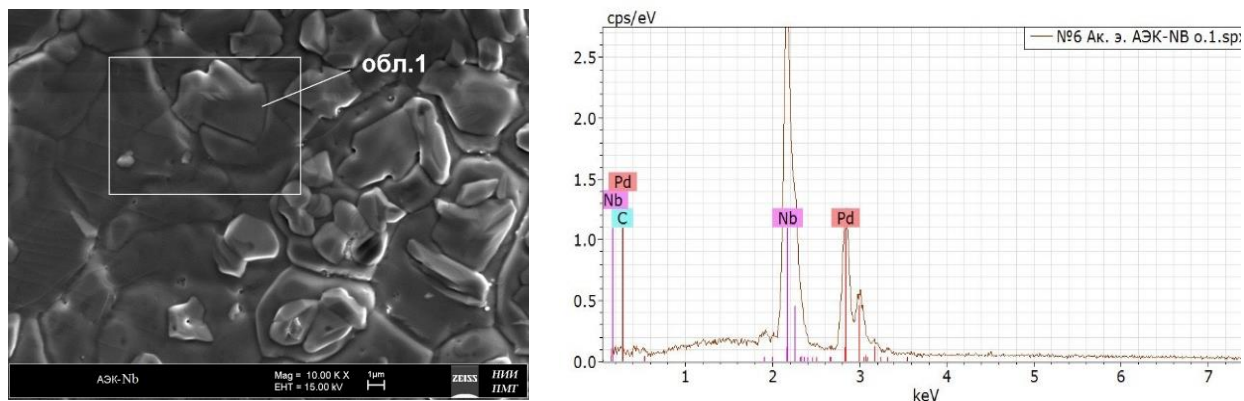 обл.1
АЭК-Nb
Mag = 10.00 K X
EHT = 15.00 kV
1µm
ZEISS
НИИ
ПМТ
cps/eV
№6 Ак. э. АЭК-NB о.1.spx
2.5
2.0
1.5
1.0
0.5
0.0
Pd
Nb
C
Nb
Pd
1 2 3 4 5 6 7
keV